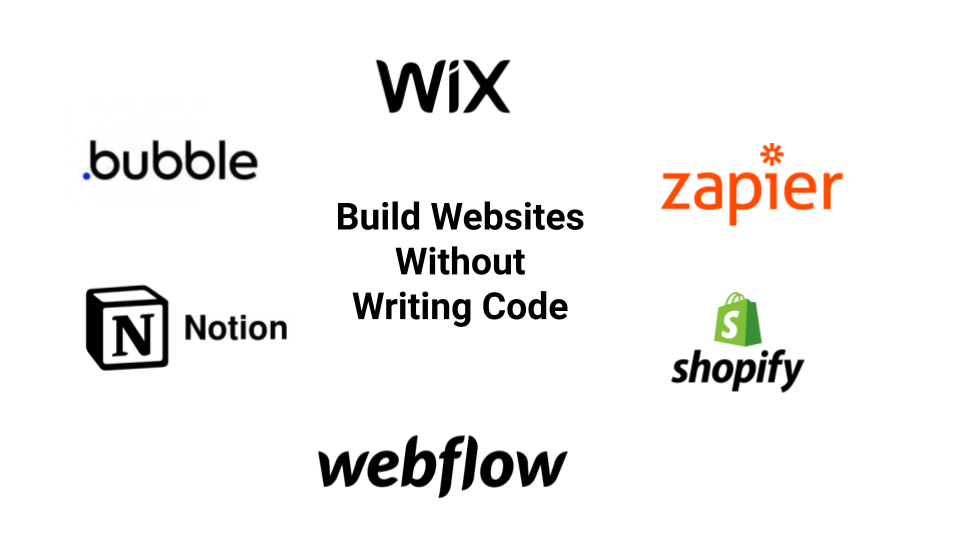 WiX
.bubble
zapier
Build Websites
Without
Writing Code
N Notion
S
shopify
webflow